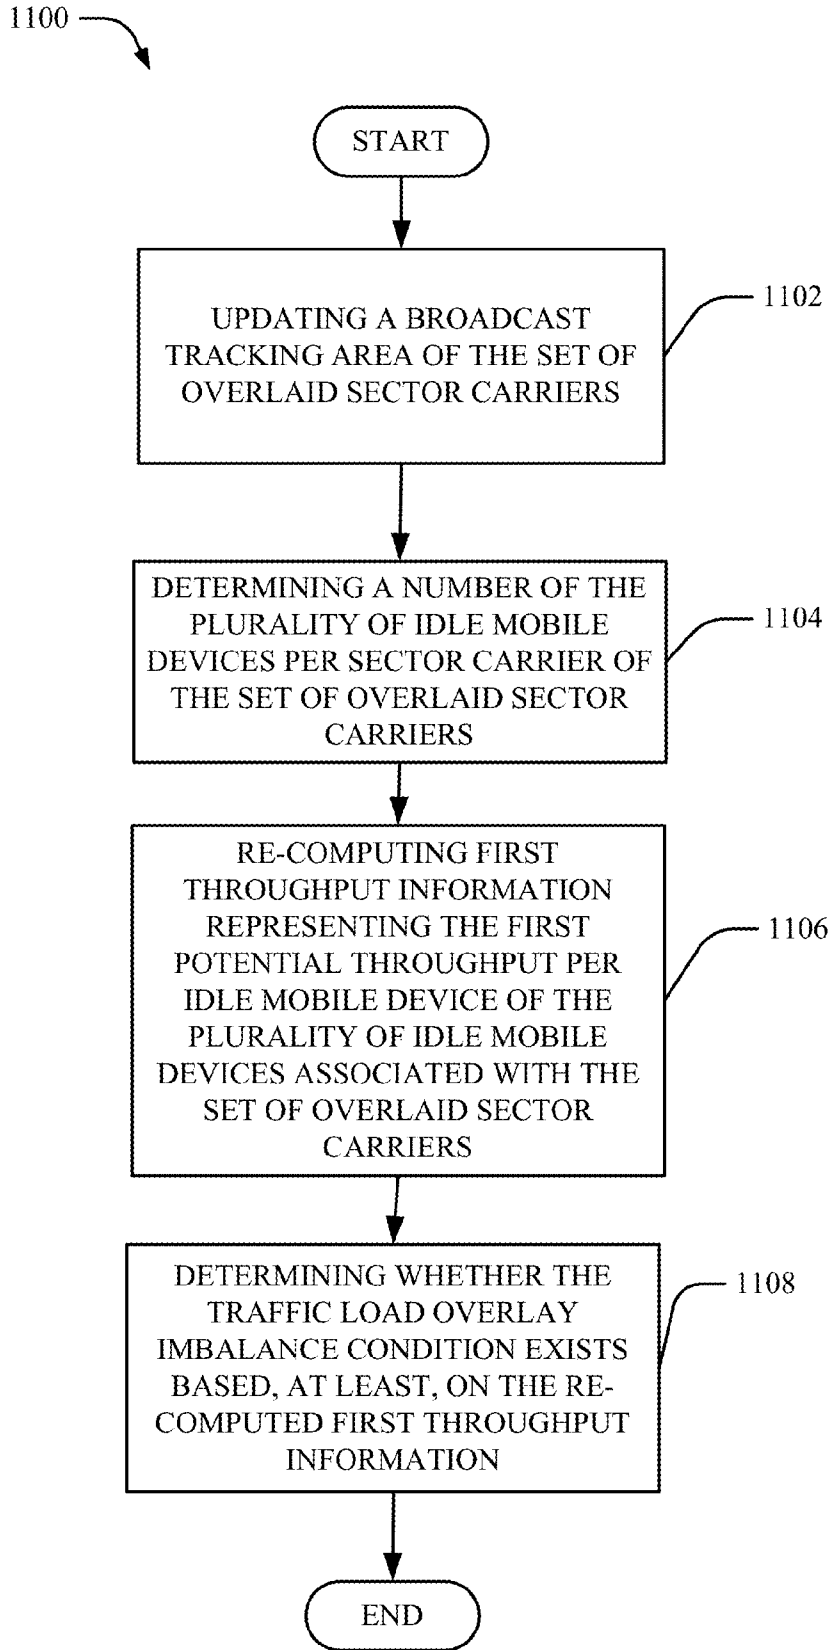 1100
START
UPDATING A BROADCAST
TRACKING AREA OF THE SET OF
OVERLAID SECTOR CARRIERS
1102
DETERMINING A NUMBER OF THE
PLURALITY OF IDLE MOBILE
DEVICES PER SECTOR CARRIER OF
THE SET OF OVERLAID SECTOR
CARRIERS
1104
RE-COMPUTING FIRST
THROUGHPUT INFORMATION
REPRESENTING THE FIRST
POTENTIAL THROUGHPUT PER
IDLE MOBILE DEVICE OF THE
PLURALITY OF IDLE MOBILE
DEVICES ASSOCIATED WITH THE
SET OF OVERLAID SECTOR
CARRIERS
1106
DETERMINING WHETHER THE
TRAFFIC LOAD OVERLAY
IMBALANCE CONDITION EXISTS
BASED, AT LEAST, ON THE RE-
COMPUTED FIRST THROUGHPUT
INFORMATION
1108
END